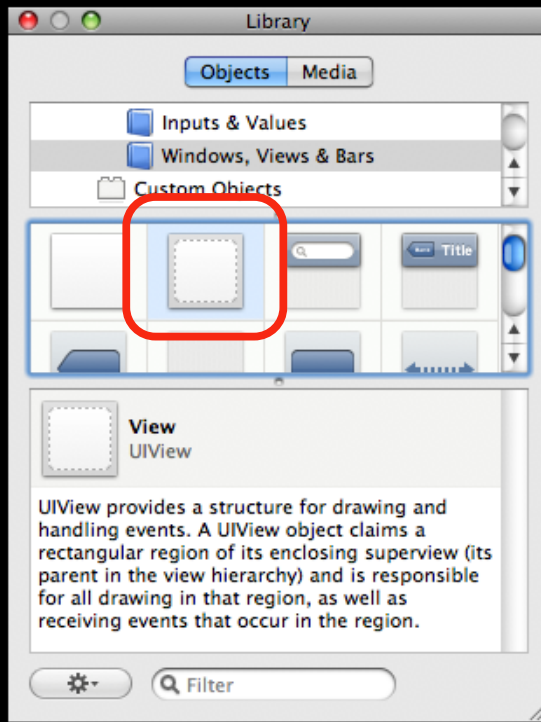 Library
Objects Media
Inputs & Values
Windows, Views & Bars
Custom Objects
Title
View
UIView
UIView provides a structure for drawing and
handling events. A UIView object claims a
rectangular region of its enclosing superview (its
parent in the view hierarchy) and is responsible
for all drawing in that region, as well as
receiving events that occur in the region.
Filter